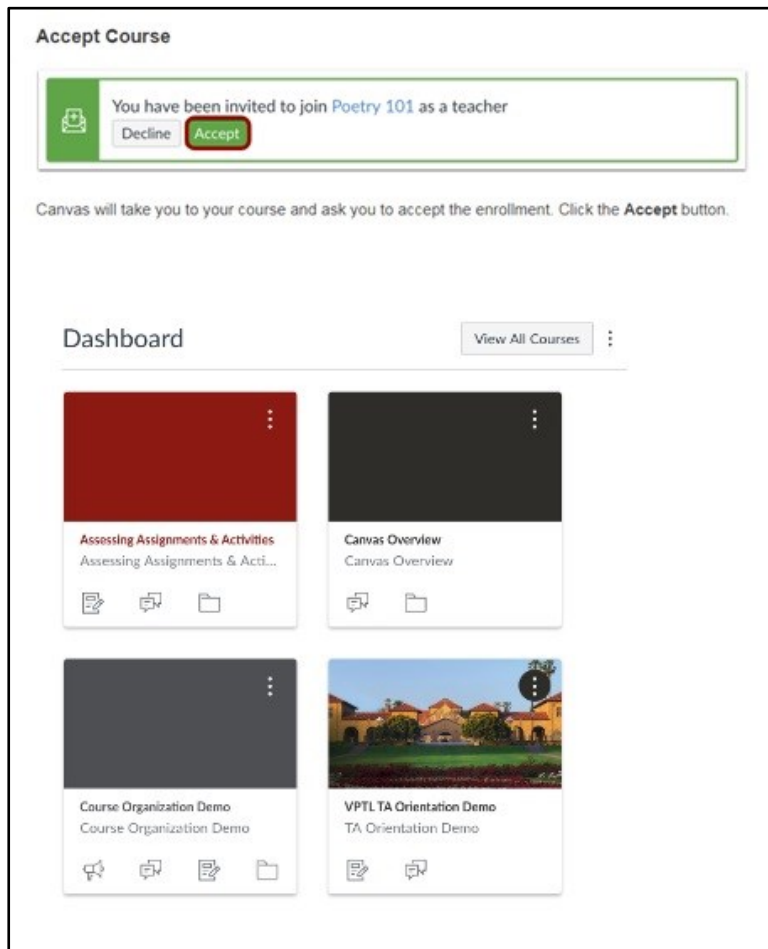 Accept Course
You have been invited to join Poetry 101 as a teacher
Decline Accept
Canvas will take you to your course and ask you to accept the enrollment. Click the Accept button.
Dashboard
View All Courses
Assessing Assignments & Activities
Assessing Assignments & Acti...
Canvas Overview
Canvas Overview
Course Organization Demo
Course Organization Demo
VPTL TA Orientation Demo
TA Orientation Demo